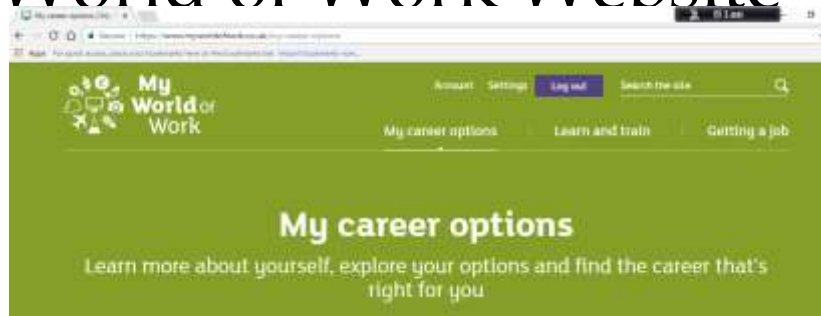 World of Work Website
Apps
My
World of
Work
Account Settings Log out Search the site
My career options Learn and train Getting a job
My career options
Learn more about yourself, explore your options and find the career that's
right for you